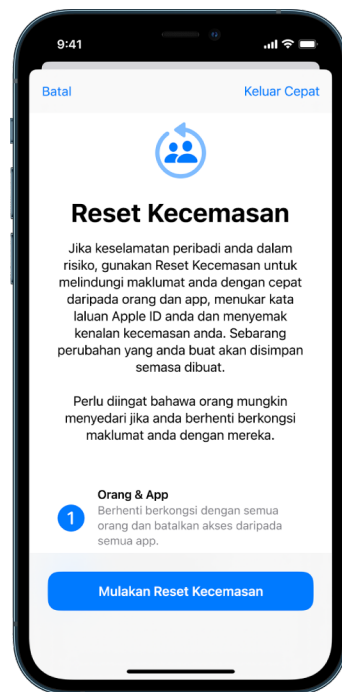 9:41
Batal
Keluar Cepat
Reset Kecemasan
Jika keselamatan peribadi anda dalam
risiko, gunakan Reset Kecemasan untuk
melindungi maklumat anda dengan cepat
daripada orang dan app, menukar kata
laluan Apple ID anda dan menyemak
kenalan kecemasan anda. Sebarang
perubahan yang anda buat akan disimpan
semasa dibuat.
Perlu diingat bahawa orang mungkin
menyedari jika anda berhenti berkongsi
maklumat anda dengan mereka.
1
Orang & App
Berhenti berkongsi dengan semua
orang dan batalkan akses daripada
semua app.
Mulakan Reset Kecemasan